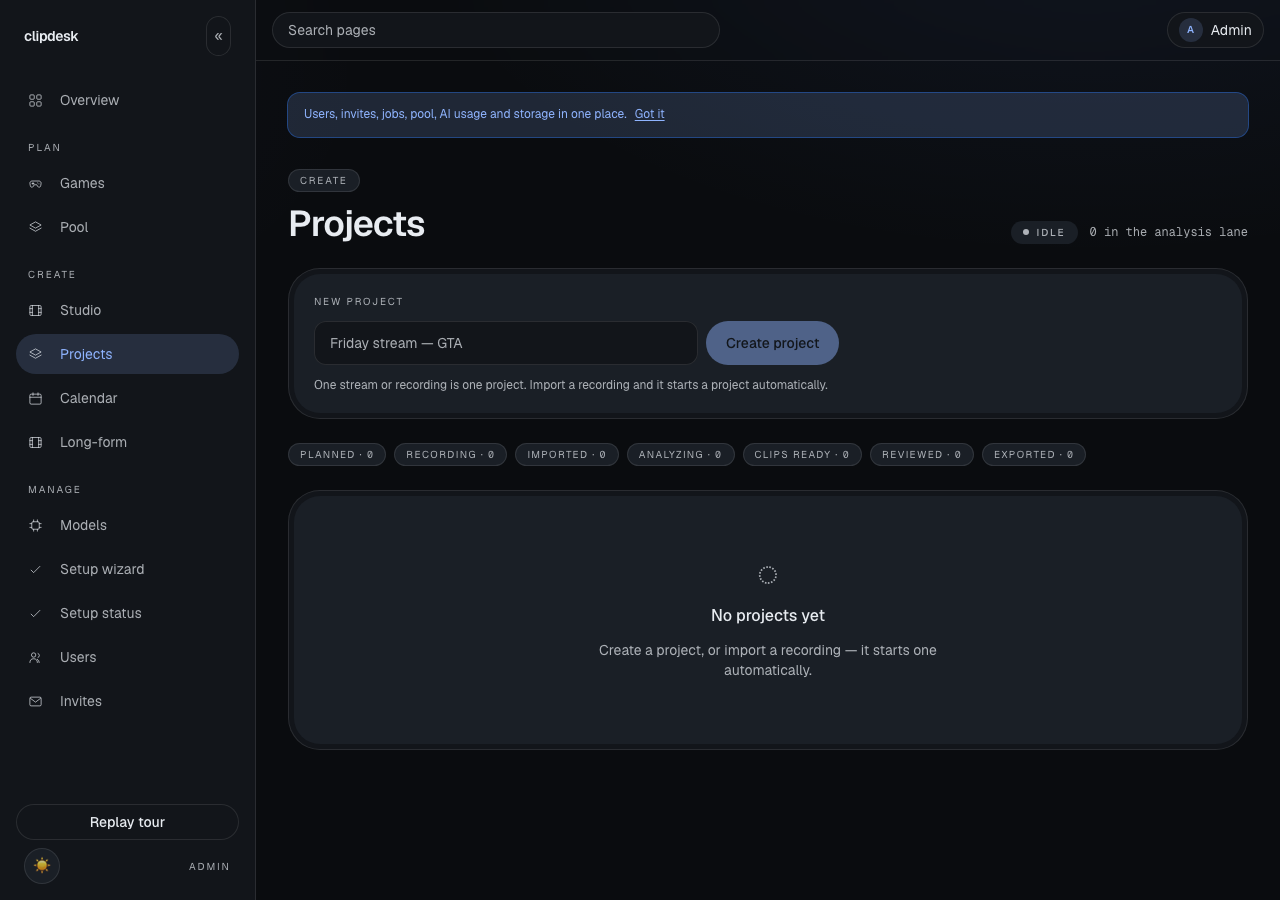 clipdesk
«
Search pages
A
Admin
Overview
PLAN
Games
Pool
CREATE
Studio
Projects
Calendar
Long-form
MANAGE
Models
Setup wizard
Setup status
Users
Invites
Replay tour
ADMIN
Users, invites, jobs, pool, AI usage and storage in one place. Got it
CREATE
Projects
IDLE
0 in the analysis lane
NEW PROJECT
Friday stream — GTA
Create project
One stream or recording is one project. Import a recording and it starts a project automatically.
PLANNED · 0
RECORDING · 0
IMPORTED · 0
ANALYZING · 0
CLIPS READY · 0
REVIEWED · 0
EXPORTED · 0
No projects yet
Create a project, or import a recording — it starts one
automatically.